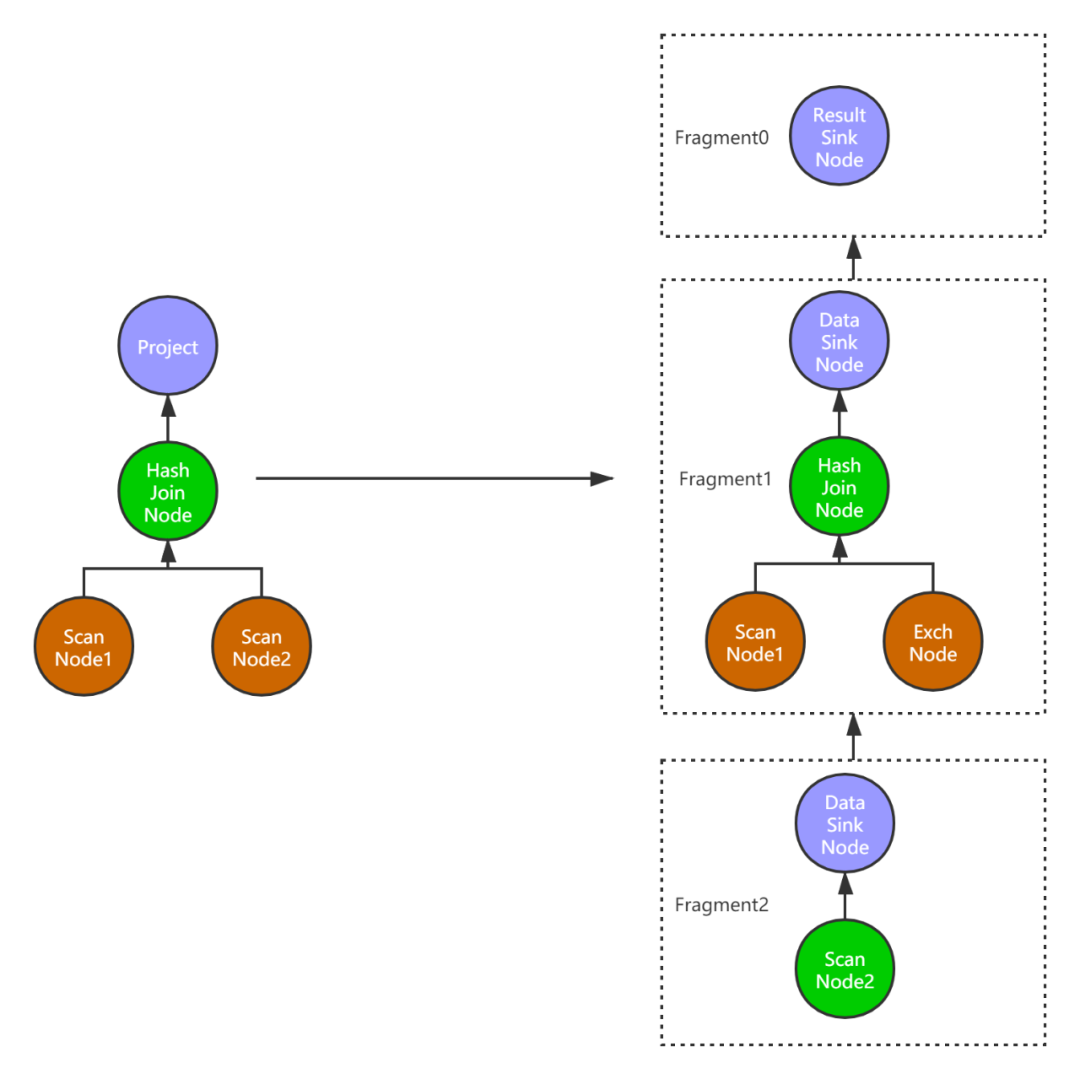 Project
Hash
Join
Node
Scan
Node1
Scan
Node2
Fragment0
Result
Sink
Node
Fragment1
Data
Sink
Node
Hash
Join
Node
Scan
Node1
Exch
Node
Fragment2
Data
Sink
Node
Scan
Node2